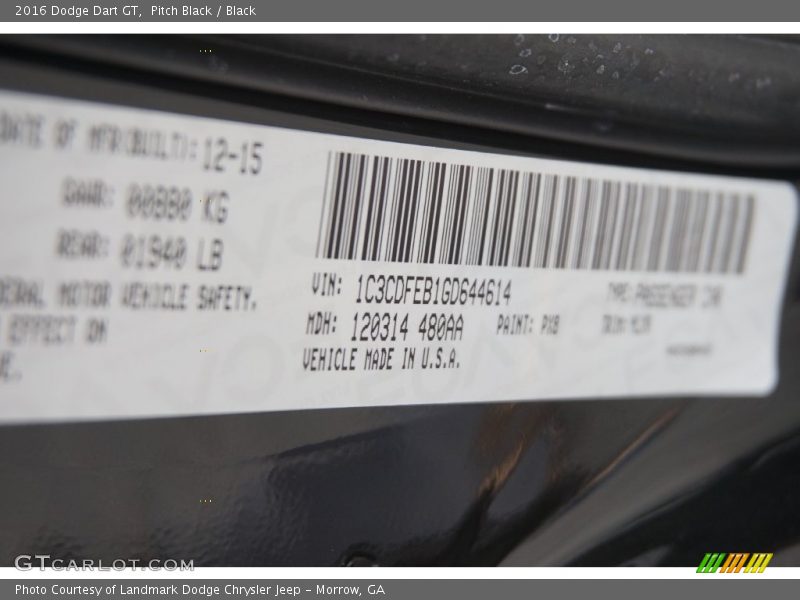 2016 Dodge Dart GT, Pitch Black / Black
DATE OF MFR(BUILT): 12-15
GAWR: 00880 KG
REAR: 01940 LB
MOTOR VEHICLE SAFETY,
EFFECT ON
VIN: 1C3CDFEB1GD644614
MDH: 120314 480AA PAINT: PX8
VEHICLE MADE IN U.S.A.
TYPE: PASSENGER CAR
GTCARLOT.COM
Photo Courtesy of Landmark Dodge Chrysler Jeep – Morrow, GA